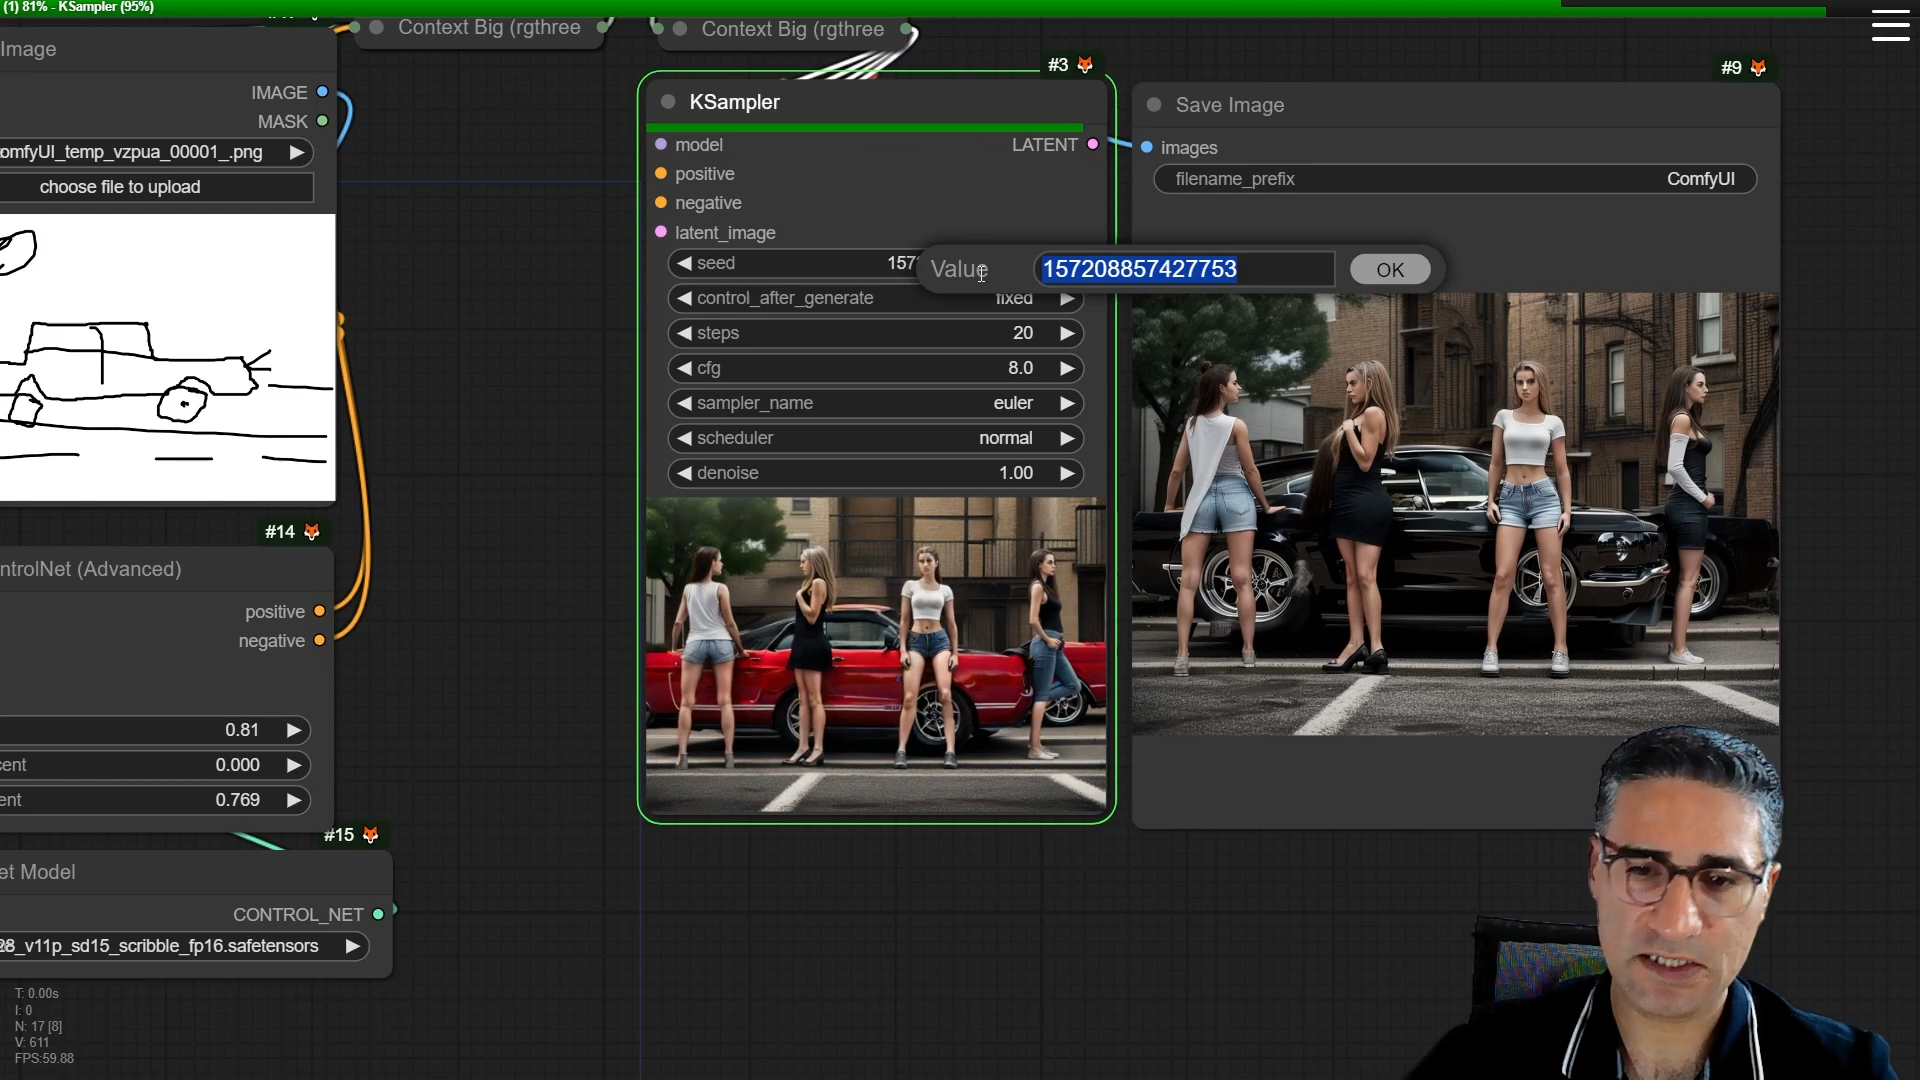 (1) 81% - KSampler (95%)
Context Big (rgthree
Context Big (rgthree
Image
IMAGE
MASK
omfyUI_temp_vzpua_00001_.png
choose file to upload
#14
ntrolNet (Advanced)
positive
negative
0.81
cent 0.000
ent 0.769
#15
et Model
CONTROL_NET
28_v11p_sd15_scribble_fp16.safetensors
T: 0.00s
I: 0
N: 17 [8]
V: 611
FPS:59.88
#3
KSampler
model LATENT
positive
negative
latent_image
seed 157
Value 157208857427753 OK
control_after_generate fixed
steps 20
cfg 8.0
sampler_name euler
scheduler normal
denoise 1.00
#9
Save Image
images
filename_prefix ComfyUI